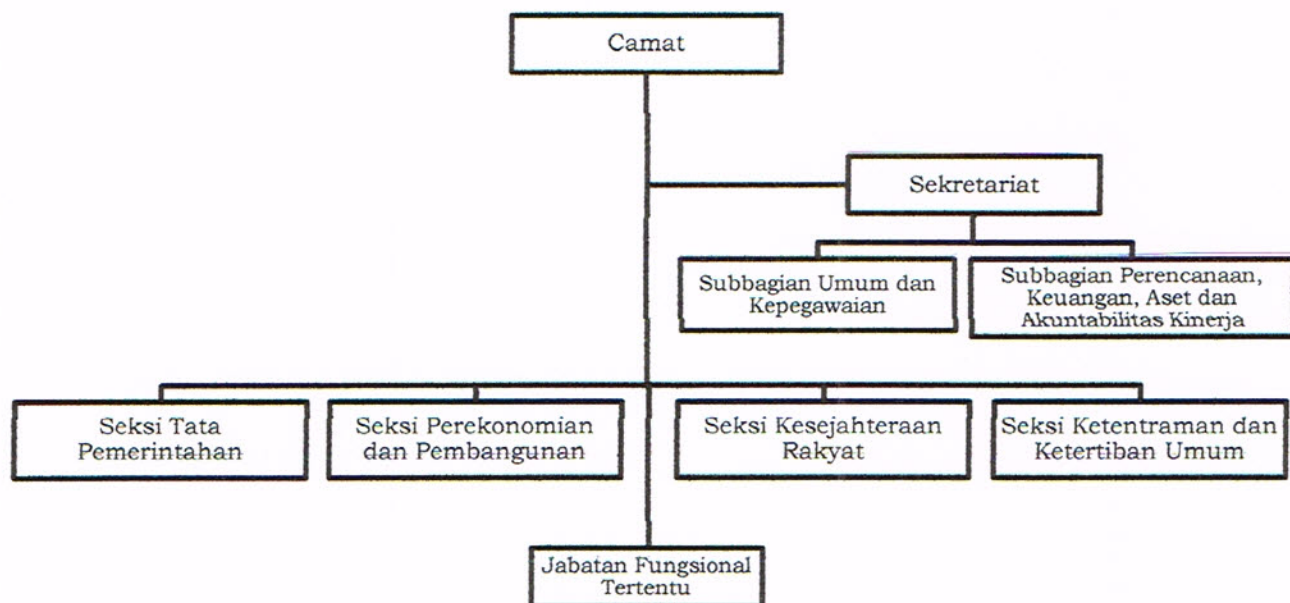 Camat
Sekretariat
Subbagian Umum dan
Kepegawaian
Subbagian Perencanaan,
Keuangan, Aset dan
Akuntabilitas Kinerja
Seksi Tata
Pemerintahan
Seksi Perekonomian
dan Pembangunan
Seksi Kesejahteraan
Rakyat
Seksi Ketentraman dan
Ketertiban Umum
Jabatan Fungsional
Tertentu